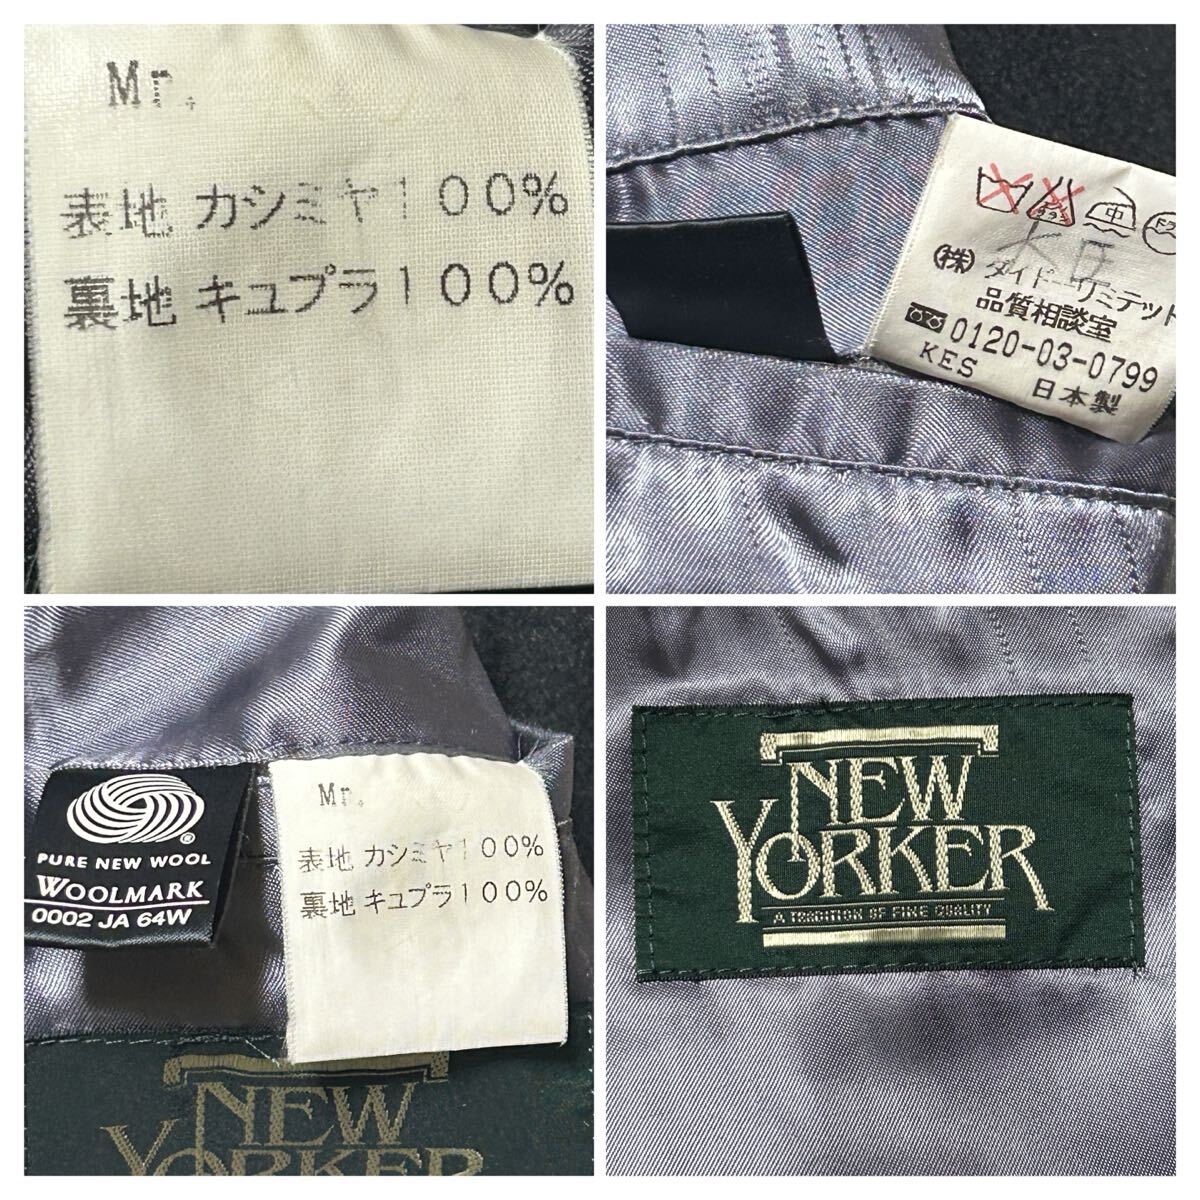 Mr.
表地 カシミヤ100%
裏地 キュプラ100%
中
(株) ダイドーリミテッド
品質相談室
0120-03-0799
KES 日本製
PURE NEW WOOL
WOOLMARK
0002 JA 64W
Mr.
表地 カシミヤ100%
裏地 キュプラ100%
NEW
YORKER
NEW
YORKER
A TRADITION OF FINE QUALITY